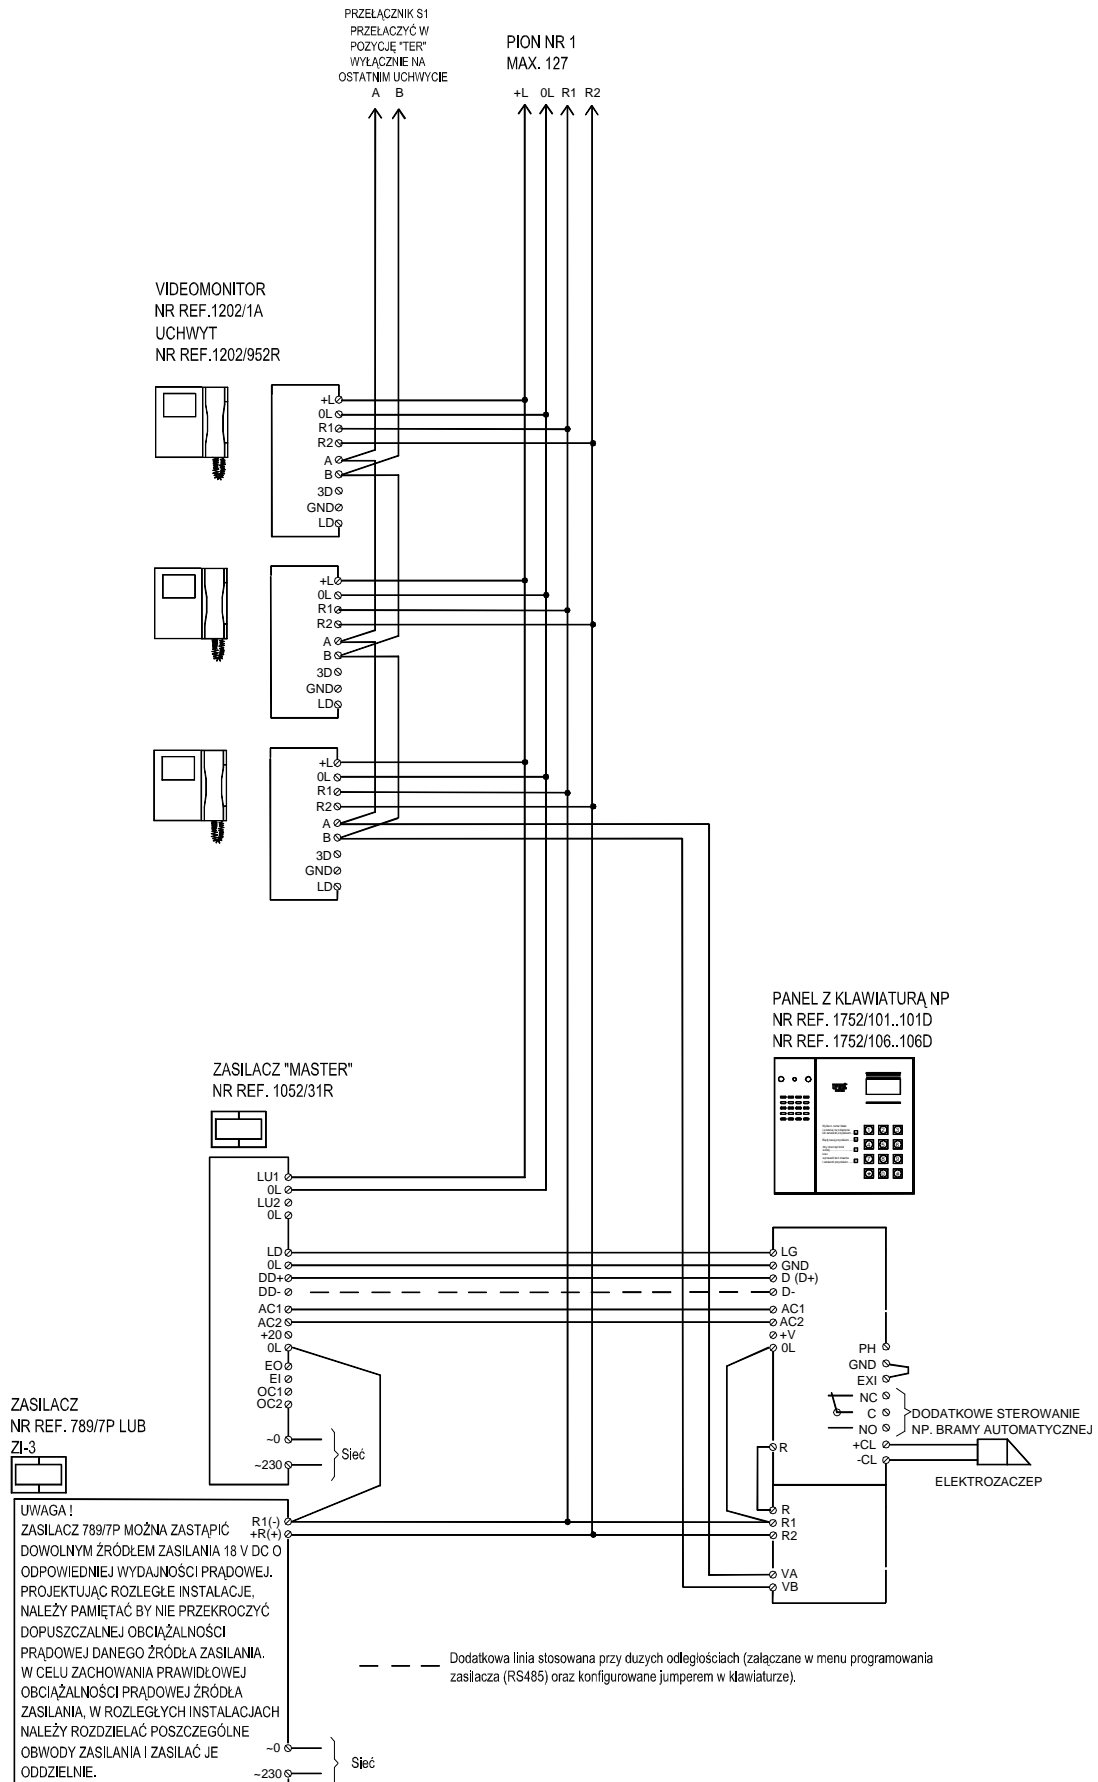 PRZEŁĄCZNIK S1
PRZEŁACZYĆ W
POZYCJĘ "TER"
WYŁĄCZNIE NA
OSTATNIM UCHWYCIE
A B
PION NR 1
MAX. 127
+L 0L R1 R2
VIDEOMONITOR
NR REF.1202/1A
UCHWYT
NR REF.1202/952R
+L
0L
R1
R2
A
B
3D
GND
LD
+L
0L
R1
R2
A
B
3D
GND
LD
+L
0L
R1
R2
A
B
3D
GND
LD
PANEL Z KLAWIATURĄ NP
NR REF. 1752/101..101D
NR REF. 1752/106..106D
ZASILACZ "MASTER"
NR REF. 1052/31R
LU1
0L
LU2
0L
LD
0L
DD+
DD-
AC1
AC2
+20
0L
EO
EI
OC1
OC2
~0
~230
Sieć
LG
GND
D (D+)
D-
AC1
AC2
+V
0L
R
R
R1
R2
VA
VB
PH
GND
EXI
NC
C
NO
+CL
-CL
DODATKOWE STEROWANIE
NP. BRAMY AUTOMATYCZNEJ
ELEKTROZACZEP
ZASILACZ
NR REF. 789/7P LUB
ZI-3
R1(-)
+R(+)
UWAGA !
ZASILACZ 789/7P MOŻNA ZASTĄPIĆ
DOWOLNYM ŹRÓDŁEM ZASILANIA 18 V DC O
ODPOWIEDNIEJ WYDAJNOŚCI PRĄDOWEJ.
PROJEKTUJĄC ROZLEGŁE INSTALACJE,
NALEŻY PAMIĘTAĆ BY NIE PRZEKROCZYĆ
DOPUSZCZALNEJ OBCIĄŻALNOŚCI
PRĄDOWEJ DANEGO ŹRÓDŁA ZASILANIA.
W CELU ZACHOWANIA PRAWIDŁOWEJ
OBCIĄŻALNOŚCI PRĄDOWEJ ŹRÓDŁA
ZASILANIA, W ROZLEGŁYCH INSTALACJACH
NALEŻY ROZDZIELAĆ POSZCZEGÓLNE
OBWODY ZASILANIA I ZASILAĆ JE
ODDZIELNIE.
~0
~230
Sieć
Dodatkowa linia stosowana przy duzych odległościach (załączane w menu programowania
zasilacza (RS485) oraz konfigurowane jumperem w klawiaturze).